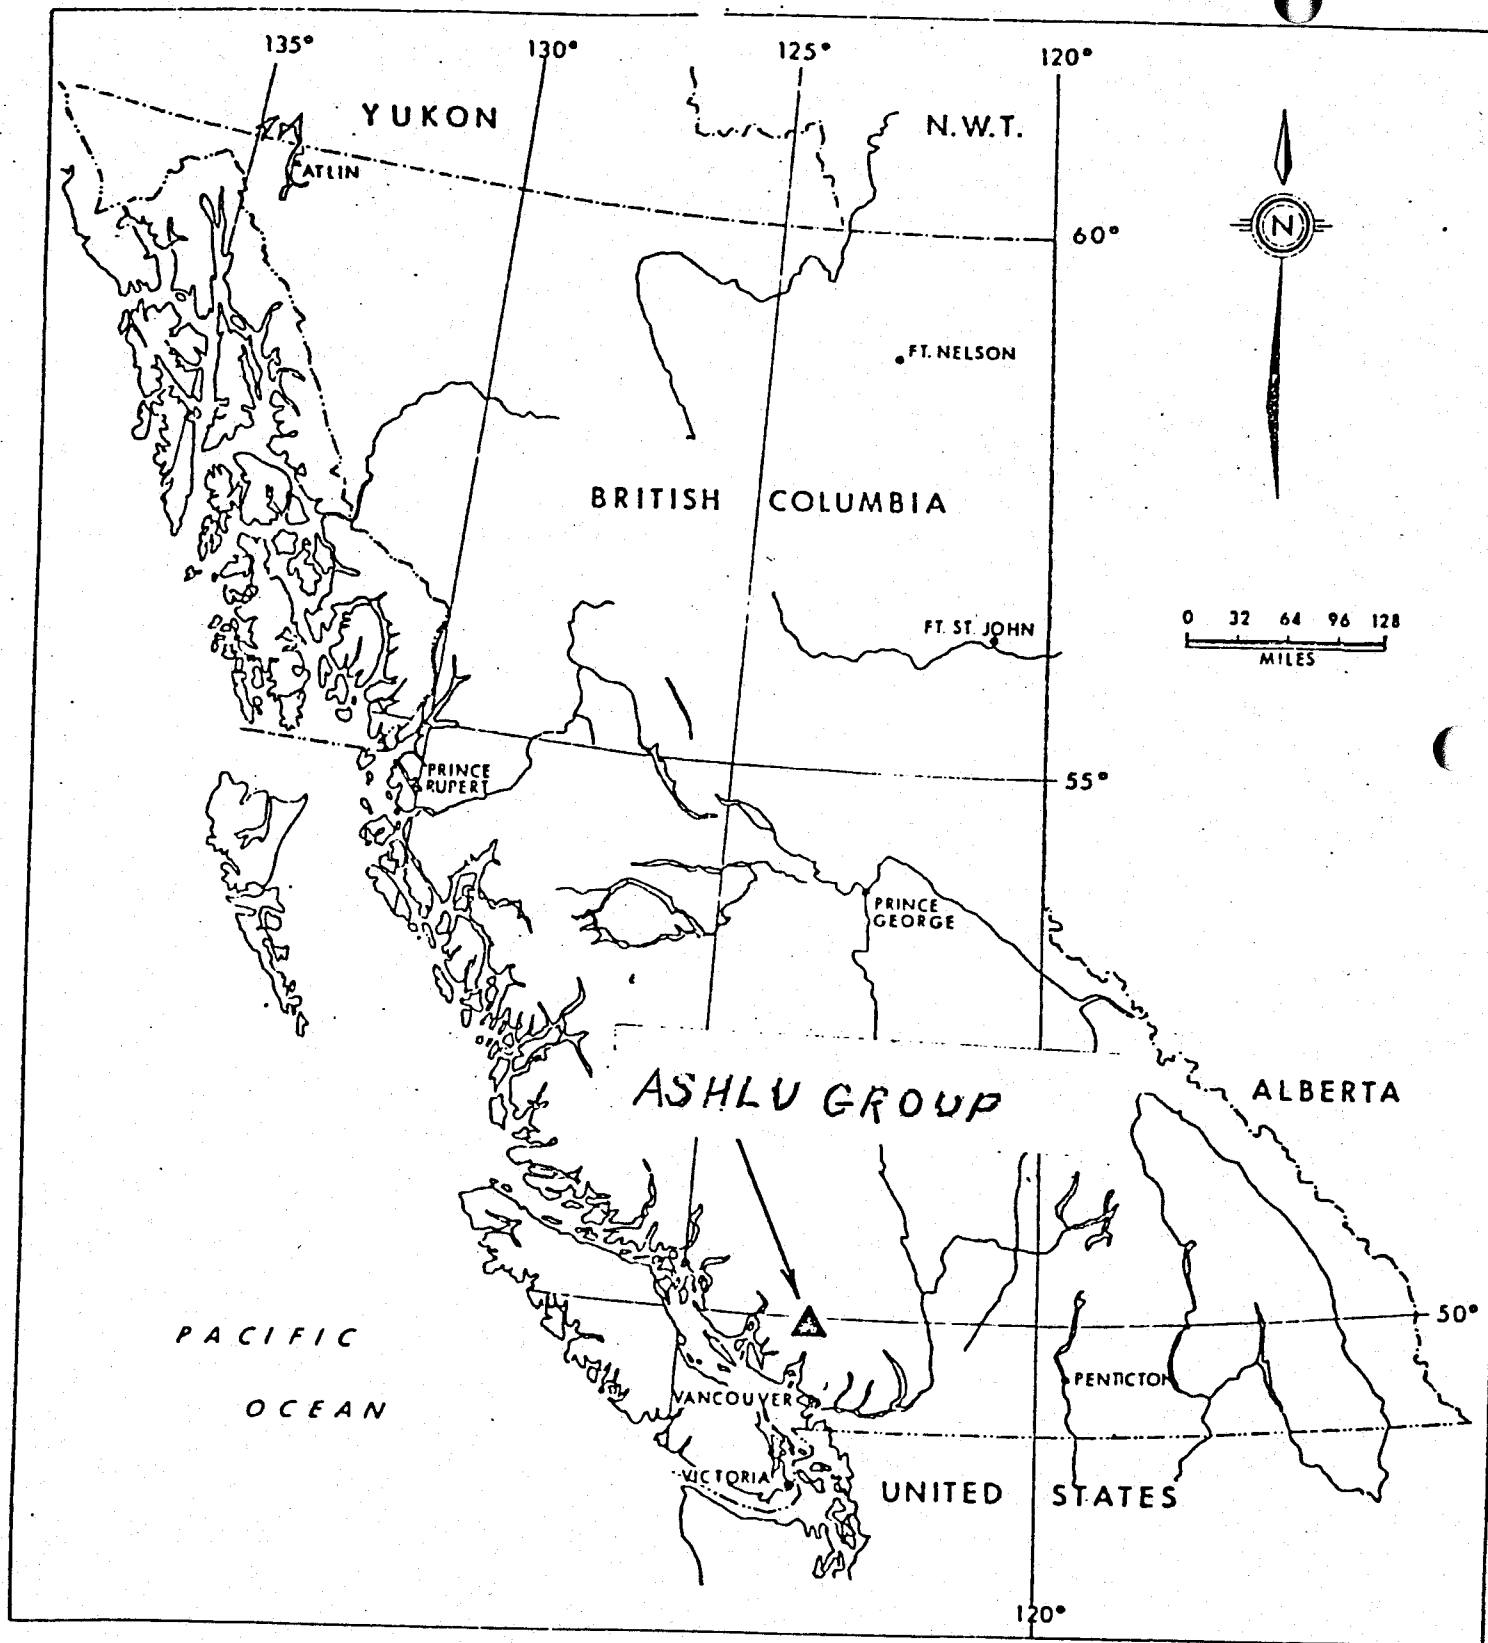 135° 130° 125° 120°
YUKON
N.W.T.
ATLIN
60°
N
FT. NELSON
BRITISH COLUMBIA
0 32 64 96 128
MILES
FT. ST. JOHN
55°
PRINCE
RUPERT
PRINCE
GEORGE
ASHLU GROUP
ALBERTA
50°
PACIFIC
OCEAN
PENTICTON
VANCOUVER
VICTORIA
UNITED STATES
120°